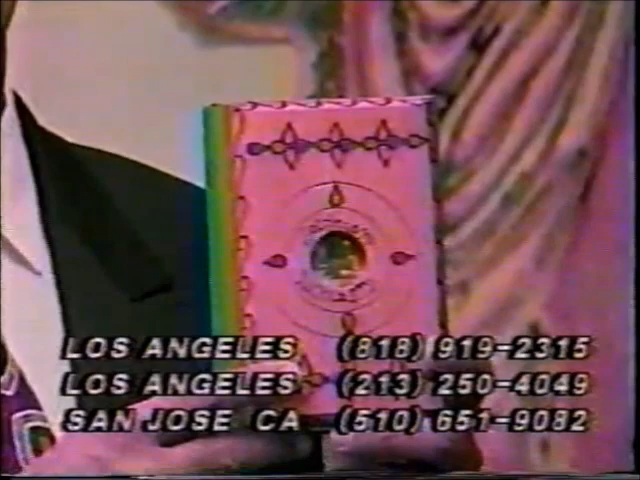 LOS ANGELES (818) 919-2315
LOS ANGELES (213) 250-4049
SAN JOSE CA (510) 651-9082